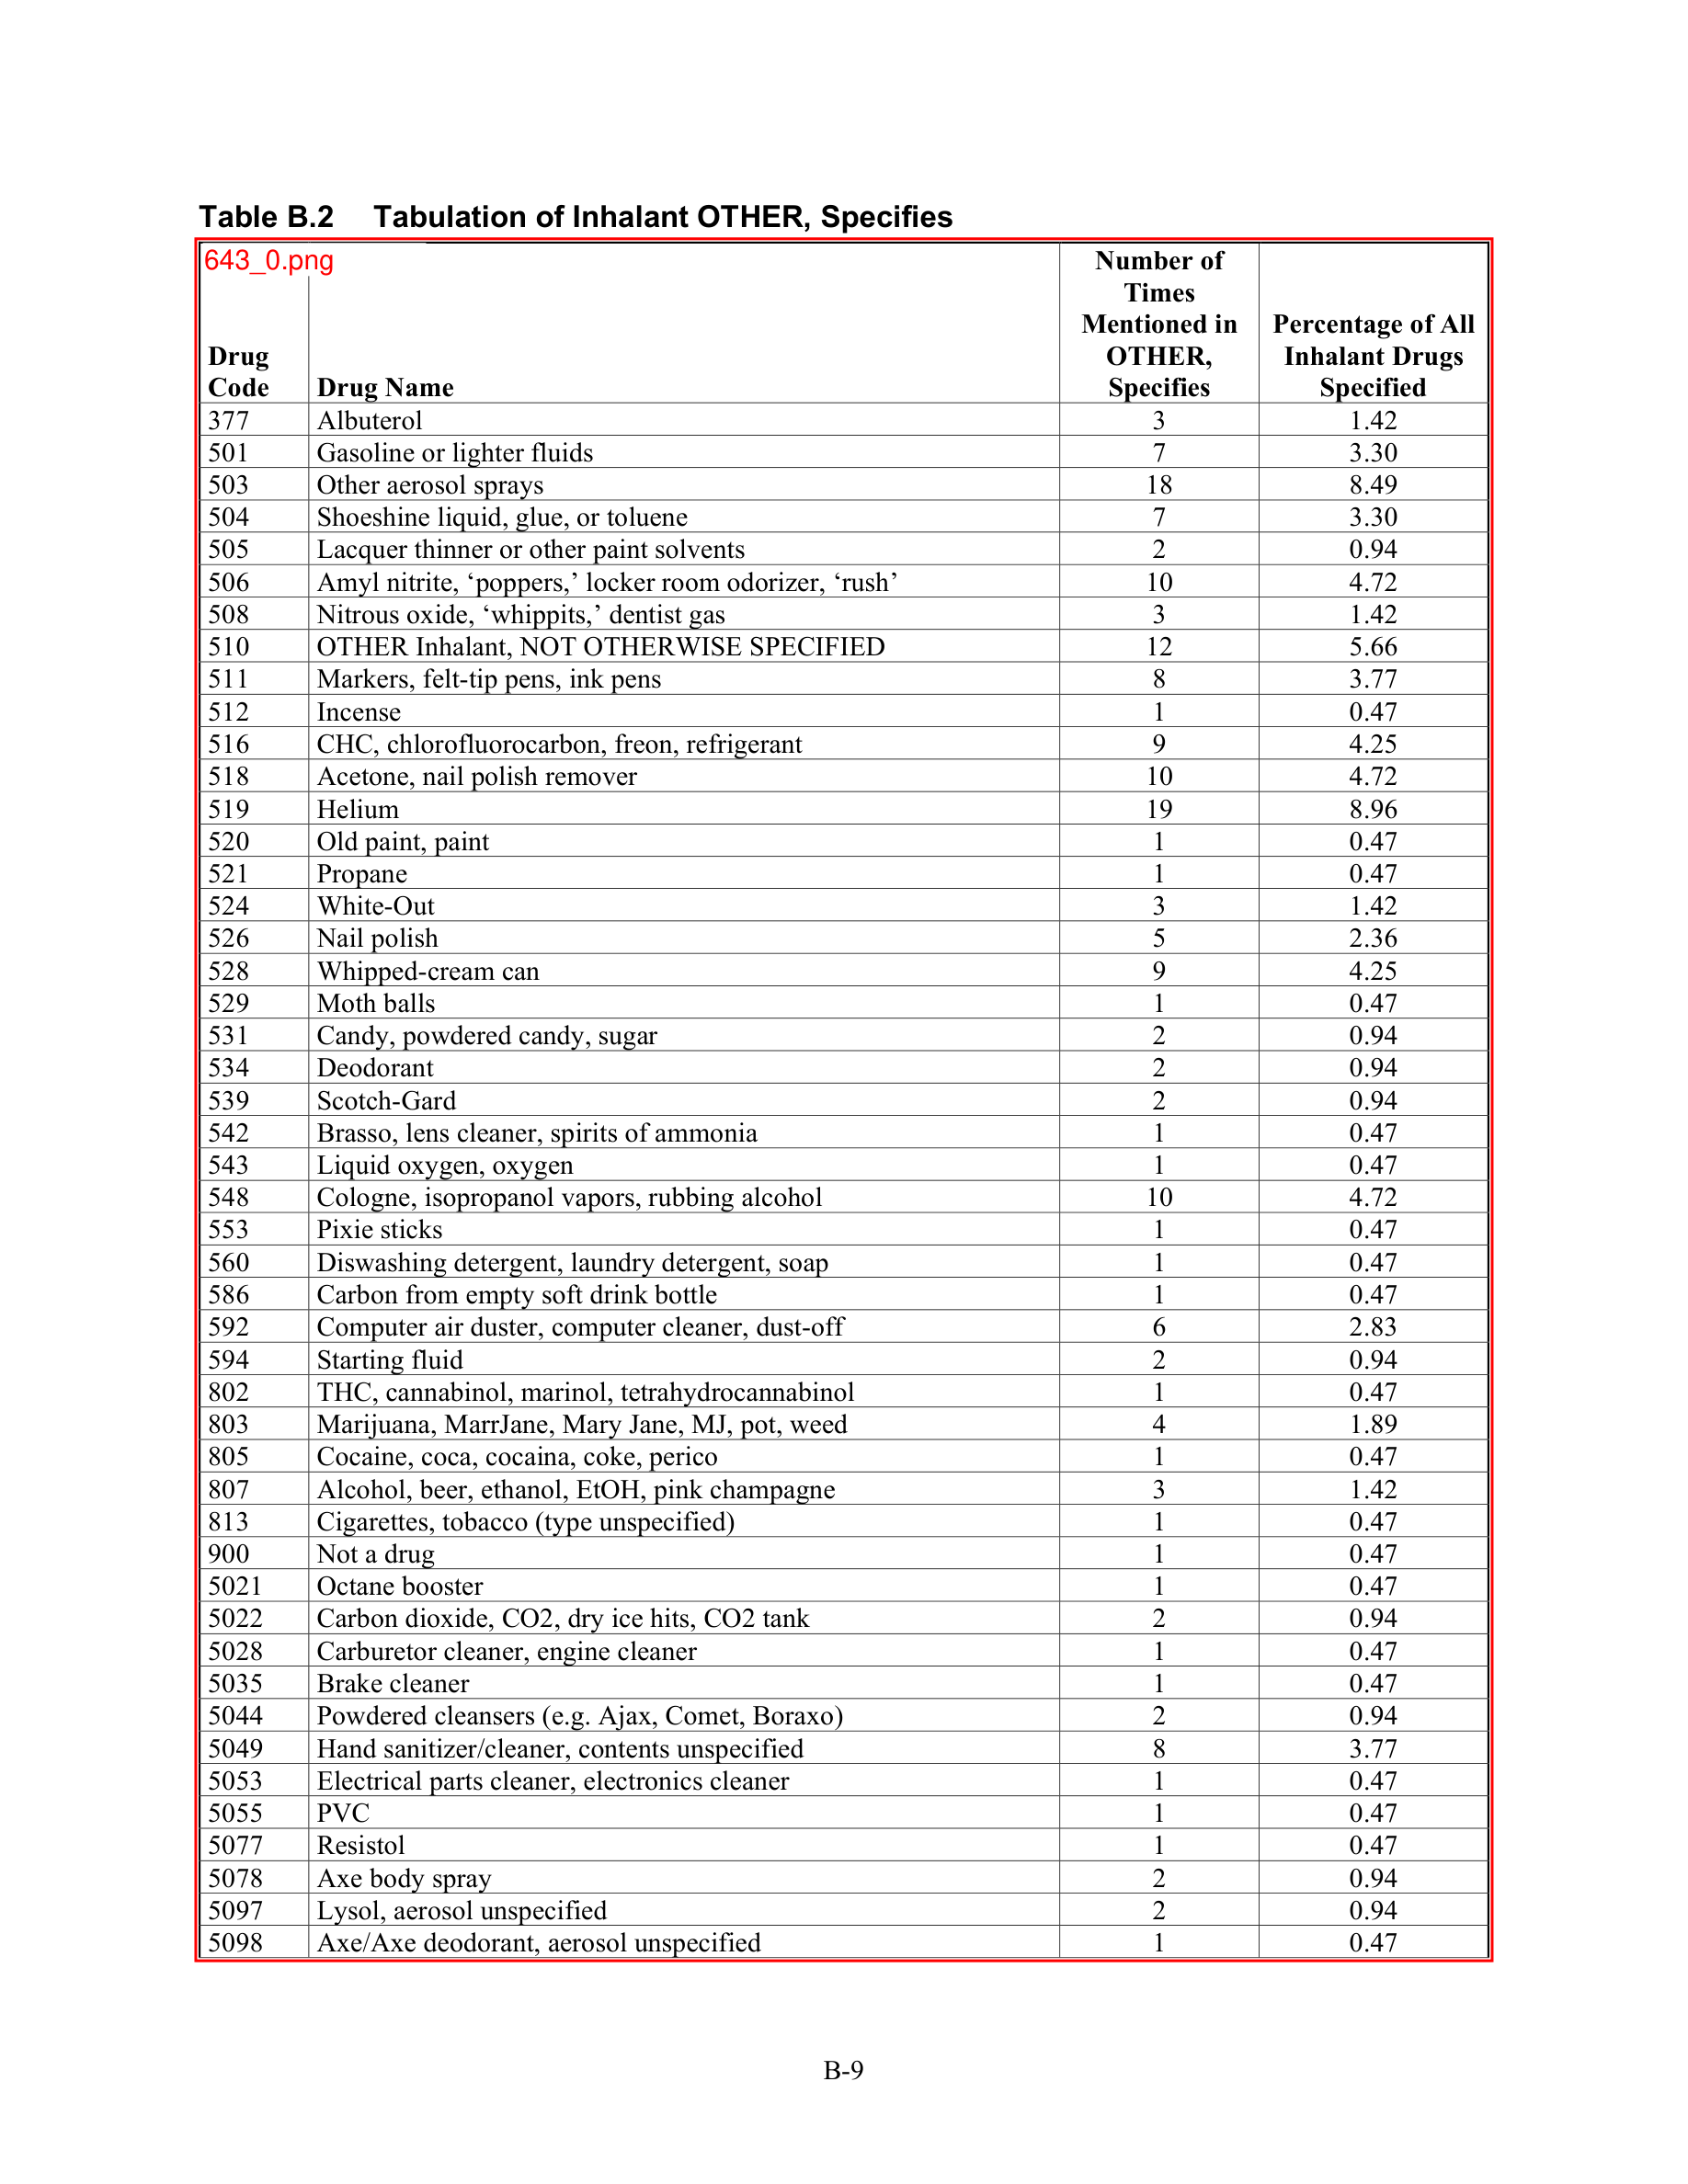 Table B.2 Tabulation of Inhalant OTHER, Specifies
643_0.png
Drug Code Drug Name Number of Times Mentioned in OTHER, Specifies Percentage of All Inhalant Drugs Specified
377 Albuterol 3 1.42
501 Gasoline or lighter fluids 7 3.30
503 Other aerosol sprays 18 8.49
504 Shoeshine liquid, glue, or toluene 7 3.30
505 Lacquer thinner or other paint solvents 2 0.94
506 Amyl nitrite, ‘poppers,’ locker room odorizer, ‘rush’ 10 4.72
508 Nitrous oxide, ‘whippits,’ dentist gas 3 1.42
510 OTHER Inhalant, NOT OTHERWISE SPECIFIED 12 5.66
511 Markers, felt-tip pens, ink pens 8 3.77
512 Incense 1 0.47
516 CHC, chlorofluorocarbon, freon, refrigerant 9 4.25
518 Acetone, nail polish remover 10 4.72
519 Helium 19 8.96
520 Old paint, paint 1 0.47
521 Propane 1 0.47
524 White-Out 3 1.42
526 Nail polish 5 2.36
528 Whipped-cream can 9 4.25
529 Moth balls 1 0.47
531 Candy, powdered candy, sugar 2 0.94
534 Deodorant 2 0.94
539 Scotch-Gard 2 0.94
542 Brasso, lens cleaner, spirits of ammonia 1 0.47
543 Liquid oxygen, oxygen 1 0.47
548 Cologne, isopropanol vapors, rubbing alcohol 10 4.72
553 Pixie sticks 1 0.47
560 Diswashing detergent, laundry detergent, soap 1 0.47
586 Carbon from empty soft drink bottle 1 0.47
592 Computer air duster, computer cleaner, dust-off 6 2.83
594 Starting fluid 2 0.94
802 THC, cannabinol, marinol, tetrahydrocannabinol 1 0.47
803 Marijuana, MarrJane, Mary Jane, MJ, pot, weed 4 1.89
805 Cocaine, coca, cocaina, coke, perico 1 0.47
807 Alcohol, beer, ethanol, EtOH, pink champagne 3 1.42
813 Cigarettes, tobacco (type unspecified) 1 0.47
900 Not a drug 1 0.47
5021 Octane booster 1 0.47
5022 Carbon dioxide, CO2, dry ice hits, CO2 tank 2 0.94
5028 Carburetor cleaner, engine cleaner 1 0.47
5035 Brake cleaner 1 0.47
5044 Powdered cleansers (e.g. Ajax, Comet, Boraxo) 2 0.94
5049 Hand sanitizer/cleaner, contents unspecified 8 3.77
5053 Electrical parts cleaner, electronics cleaner 1 0.47
5055 PVC 1 0.47
5077 Resistol 1 0.47
5078 Axe body spray 2 0.94
5097 Lysol, aerosol unspecified 2 0.94
5098 Axe/Axe deodorant, aerosol unspecified 1 0.47
B-9